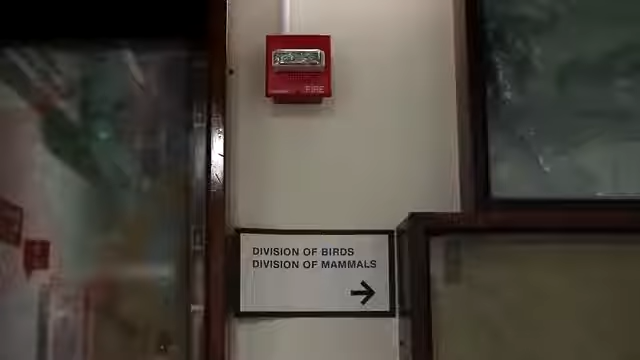 FIRE
DIVISION OF BIRDS
DIVISION OF MAMMALS